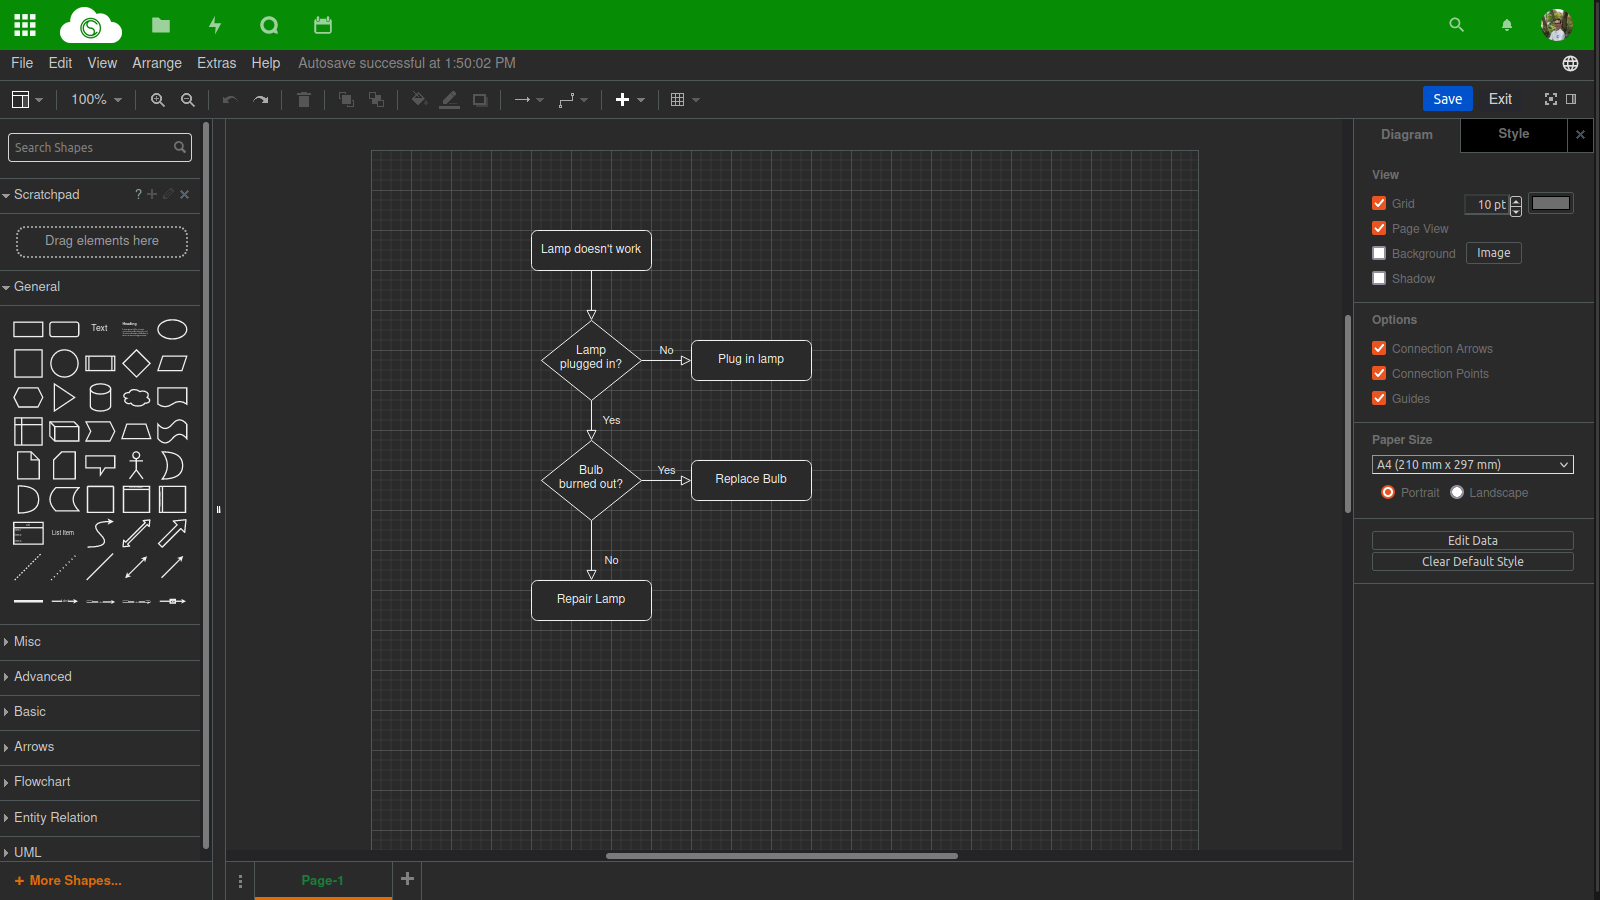 File Edit View Arrange Extras Help Autosave successful at 1:50:02 PM
100%
Save Exit
Search Shapes
Scratchpad ?
Drag elements here
General
Text
Heading
List Item
Misc
Advanced
Basic
Arrows
Flowchart
Entity Relation
UML
+ More Shapes...
Lamp doesn't work
Lamp
plugged in?
No
Plug in lamp
Yes
Bulb
burned out?
Yes
Replace Bulb
No
Repair Lamp
Page-1
Diagram Style
View
Grid 10 pt
Page View
Background Image
Shadow
Options
Connection Arrows
Connection Points
Guides
Paper Size
A4 (210 mm x 297 mm)
Portrait Landscape
Edit Data
Clear Default Style